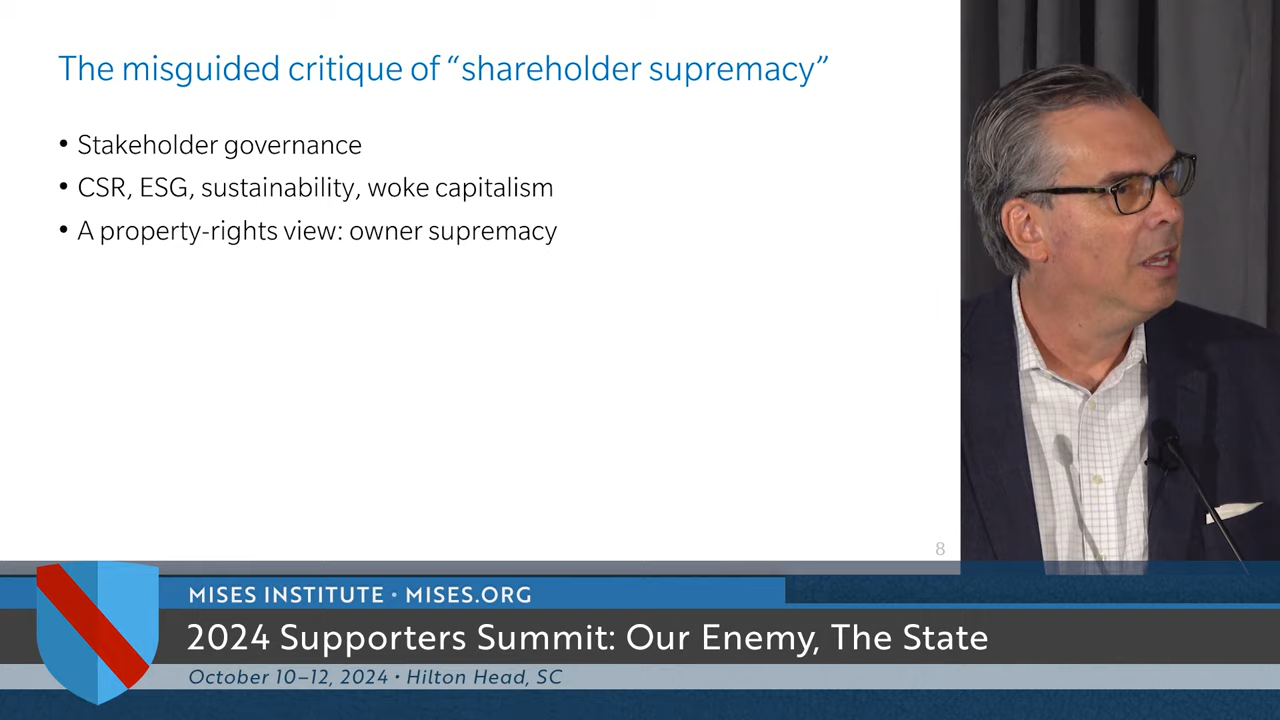 The misguided critique of “shareholder supremacy”
• Stakeholder governance
• CSR, ESG, sustainability, woke capitalism
• A property-rights view: owner supremacy
8
MISES INSTITUTE • MISES.ORG
2024 Supporters Summit: Our Enemy, The State
October 10–12, 2024 • Hilton Head, SC